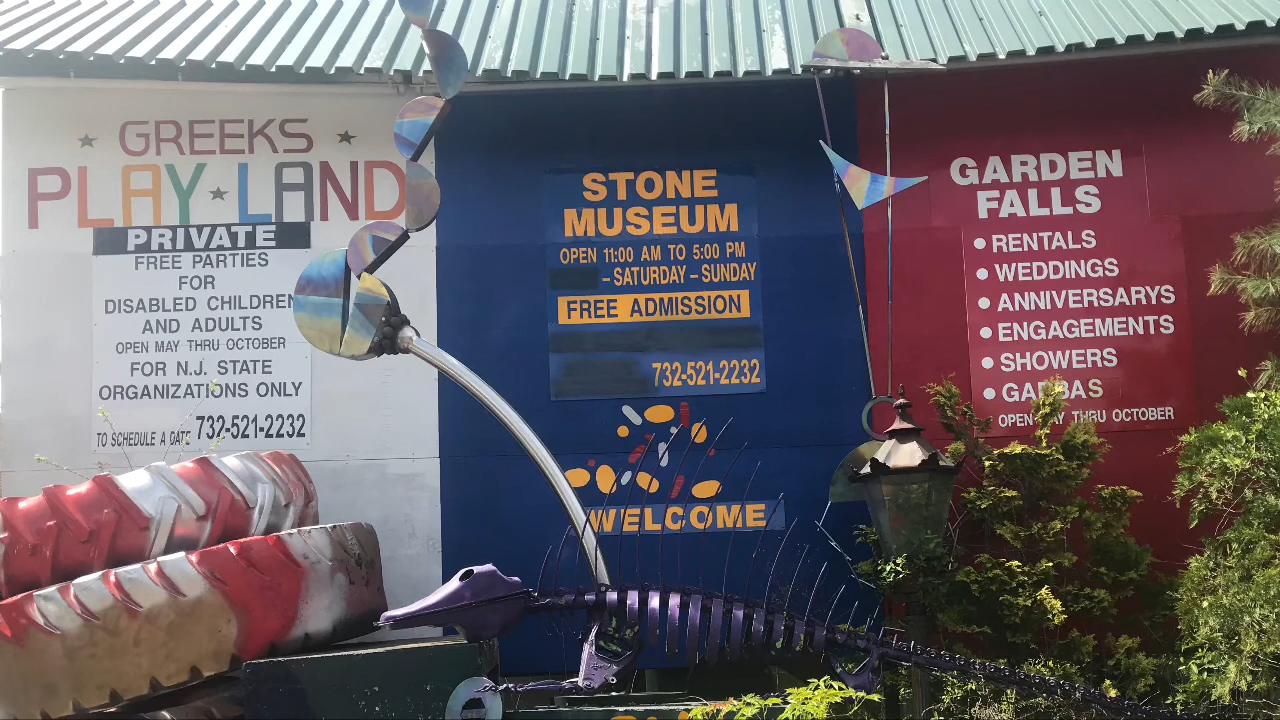 GREEKS
PLAY LAND
PRIVATE
FREE PARTIES
FOR
DISABLED CHILDREN
AND ADULTS
OPEN MAY THRU OCTOBER
FOR N.J. STATE
ORGANIZATIONS ONLY
TO SCHEDULE A DATE 732-521-2232
STONE
MUSEUM
OPEN 11:00 AM TO 5:00 PM
– SATURDAY – SUNDAY
FREE ADMISSION
732-521-2232
WELCOME
GARDEN
FALLS
• RENTALS
• WEDDINGS
• ANNIVERSARYS
• ENGAGEMENTS
• SHOWERS
• GARBAS
OPEN MAY THRU OCTOBER